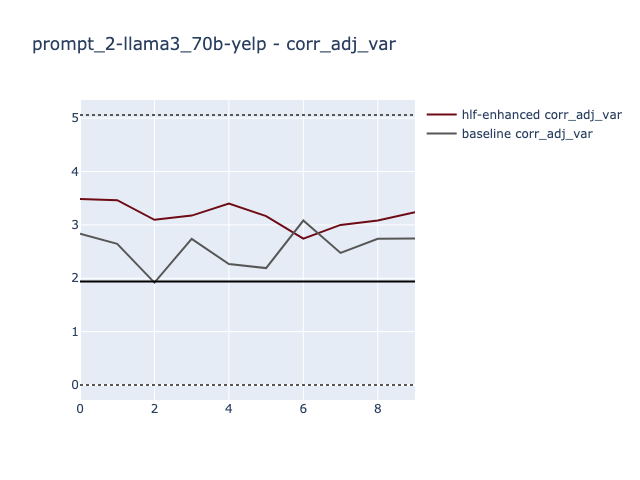 prompt_2-llama3_70b-yelp - corr_adj_var
hlf-enhanced corr_adj_var
baseline corr_adj_var
5
4
3
2
1
0
0 2 4 6 8